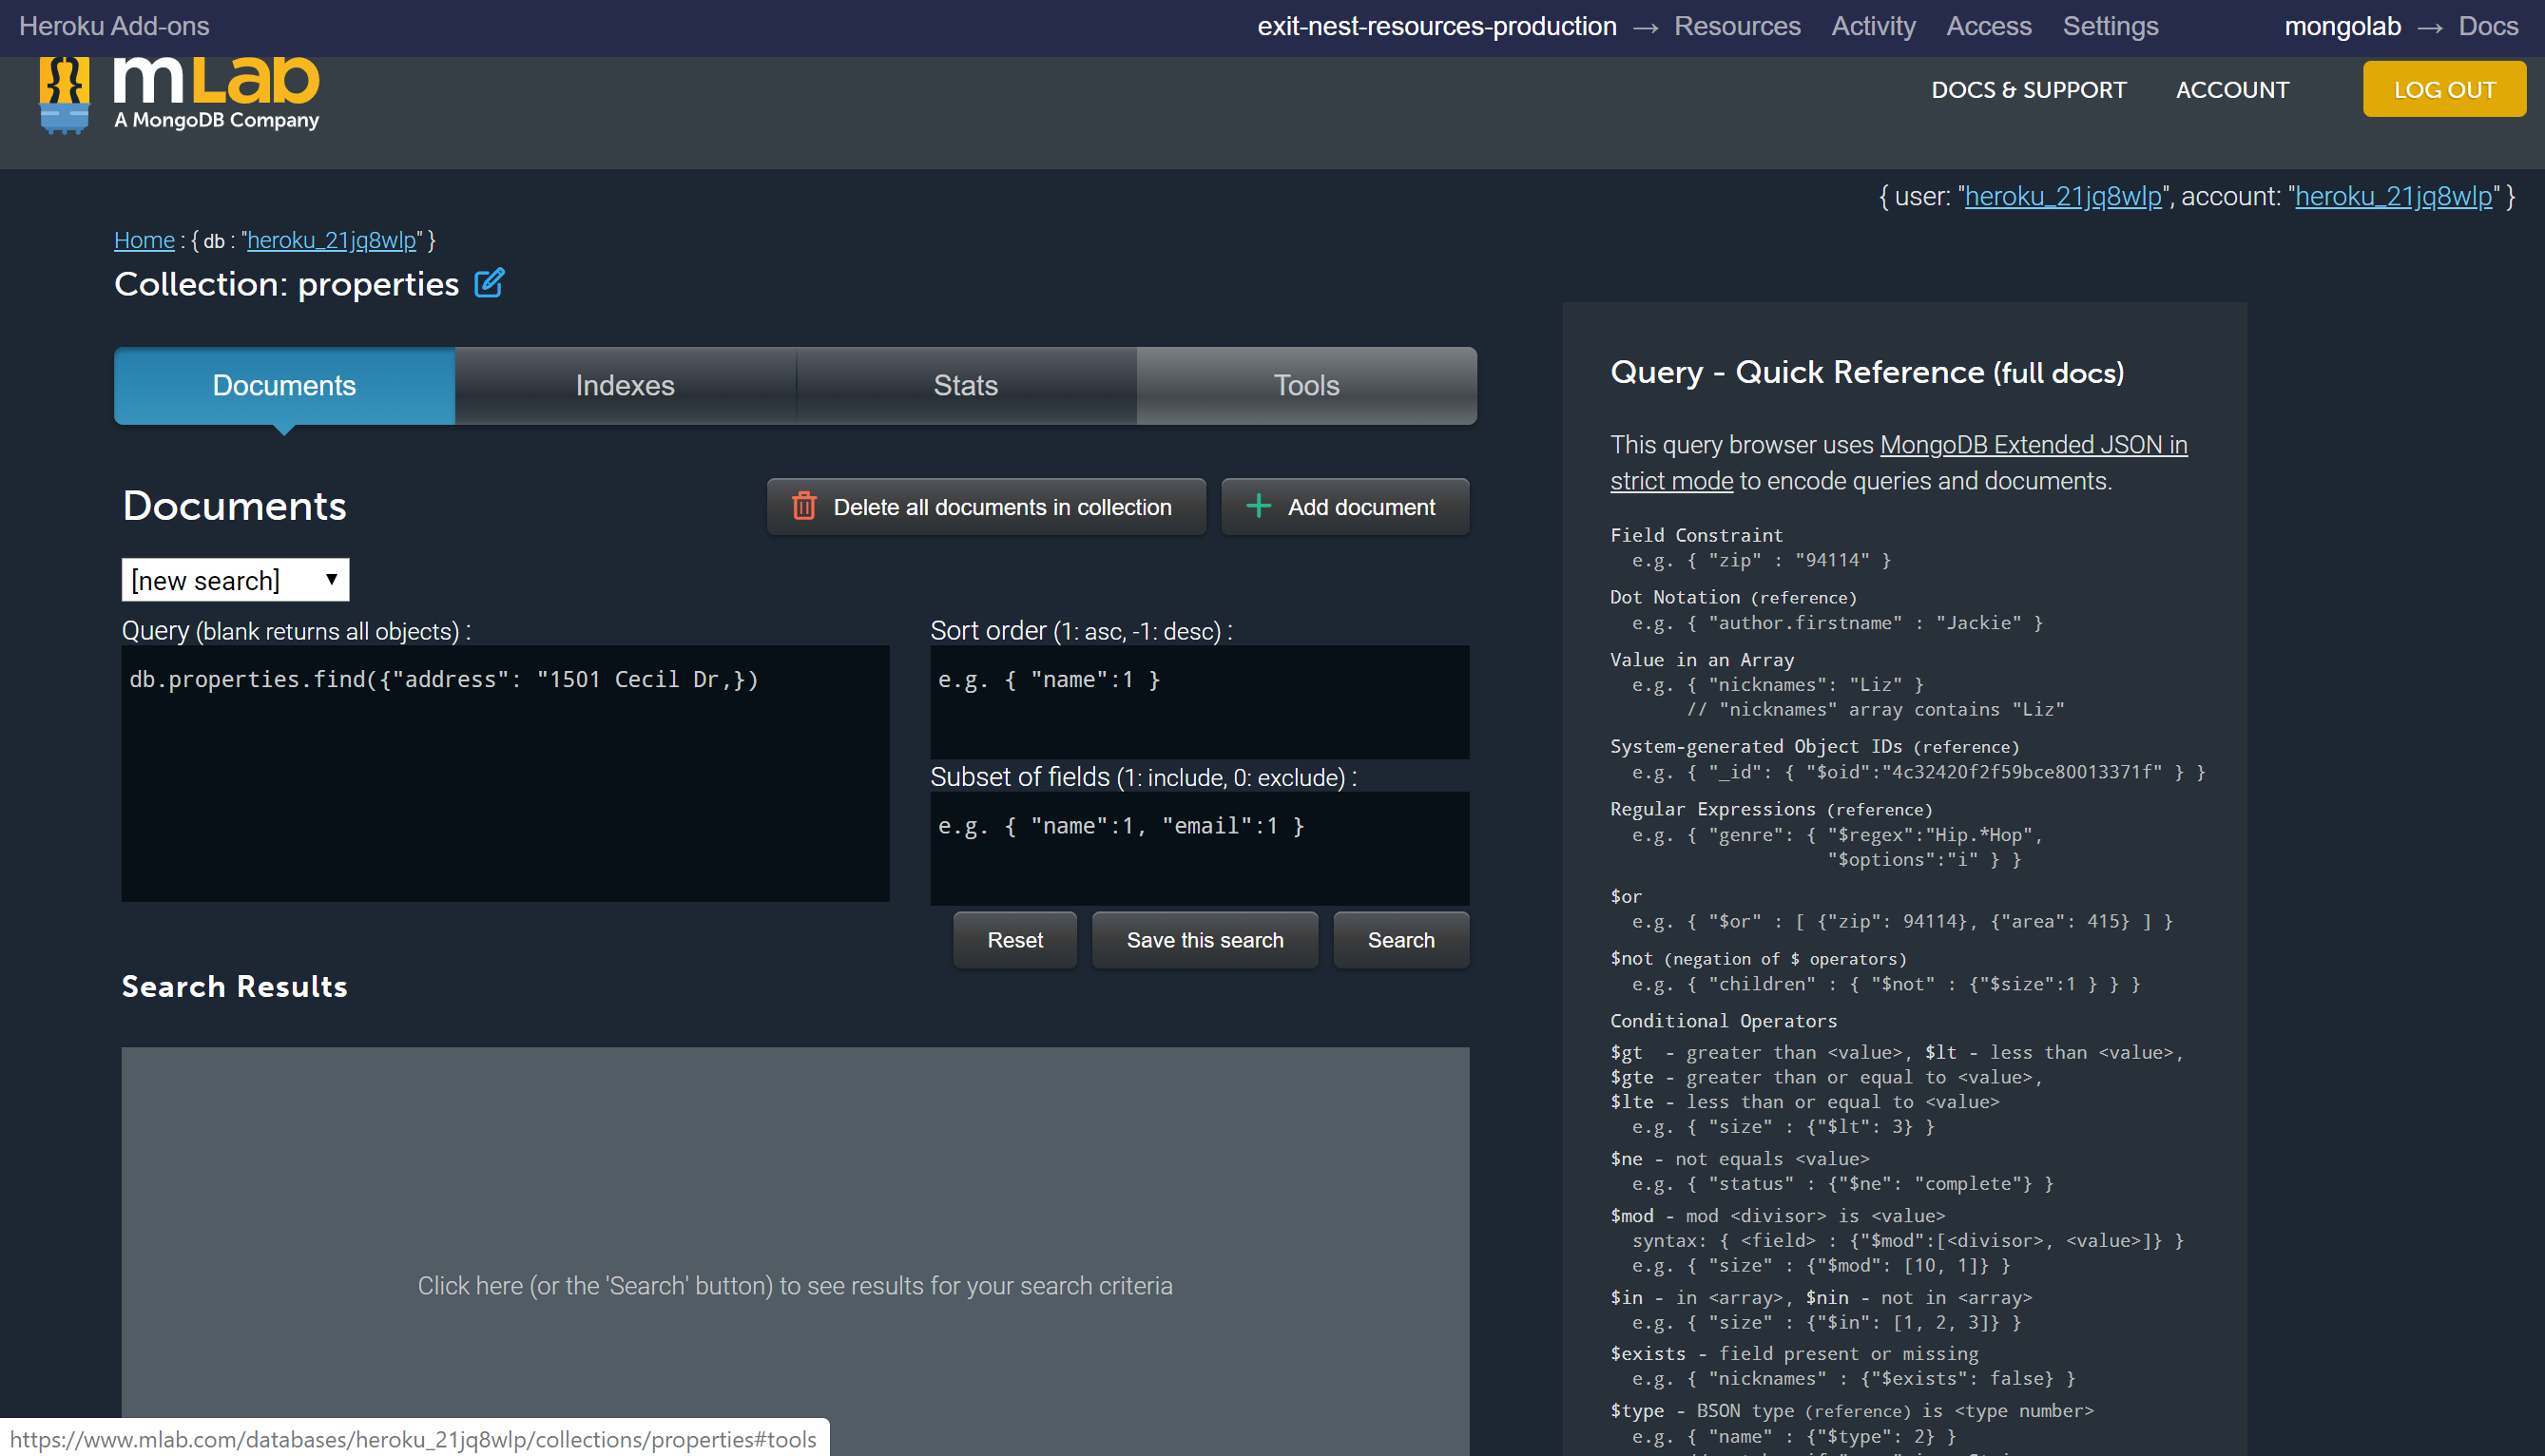 Heroku Add-ons
exit-nest-resources-production → Resources Activity Access Settings mongolab → Docs
mLab
A MongoDB Company
DOCS & SUPPORT ACCOUNT LOG OUT
{ user: "heroku_21jq8wlp", account: "heroku_21jq8wlp" }
Home : { db : "heroku_21jq8wlp" }
Collection: properties
Documents Indexes Stats Tools
Documents
Delete all documents in collection
Add document
[new search]
Query (blank returns all objects) :
db.properties.find({"address": "1501 Cecil Dr,})
Sort order (1: asc, -1: desc) :
e.g. { "name":1 }
Subset of fields (1: include, 0: exclude) :
e.g. { "name":1, "email":1 }
Reset Save this search Search
Search Results
Click here (or the 'Search' button) to see results for your search criteria
Query - Quick Reference (full docs)
This query browser uses MongoDB Extended JSON in
strict mode to encode queries and documents.
Field Constraint
e.g. { "zip" : "94114" }
Dot Notation (reference)
e.g. { "author.firstname" : "Jackie" }
Value in an Array
e.g. { "nicknames": "Liz" }
// "nicknames" array contains "Liz"
System-generated Object IDs (reference)
e.g. { "_id": { "$oid":"4c32420f2f59bce80013371f" } }
Regular Expressions (reference)
e.g. { "genre": { "$regex":"Hip.*Hop",
"$options":"i" } }
$or
e.g. { "$or" : [ {"zip": 94114}, {"area": 415} ] }
$not (negation of $ operators)
e.g. { "children" : { "$not" : {"$size":1 } } }
Conditional Operators
$gt - greater than <value>, $lt - less than <value>,
$gte - greater than or equal to <value>,
$lte - less than or equal to <value>
e.g. { "size" : {"$lt": 3} }
$ne - not equals <value>
e.g. { "status" : {"$ne": "complete"} }
$mod - mod <divisor> is <value>
syntax: { <field> : {"$mod":[<divisor>, <value>]} }
e.g. { "size" : {"$mod": [10, 1]} }
$in - in <array>, $nin - not in <array>
e.g. { "size" : {"$in": [1, 2, 3]} }
$exists - field present or missing
e.g. { "nicknames" : {"$exists": false} }
$type - BSON type (reference) is <type number>
e.g. { "name" : {"$type": 2} }
https://www.mlab.com/databases/heroku_21jq8wlp/collections/properties#tools